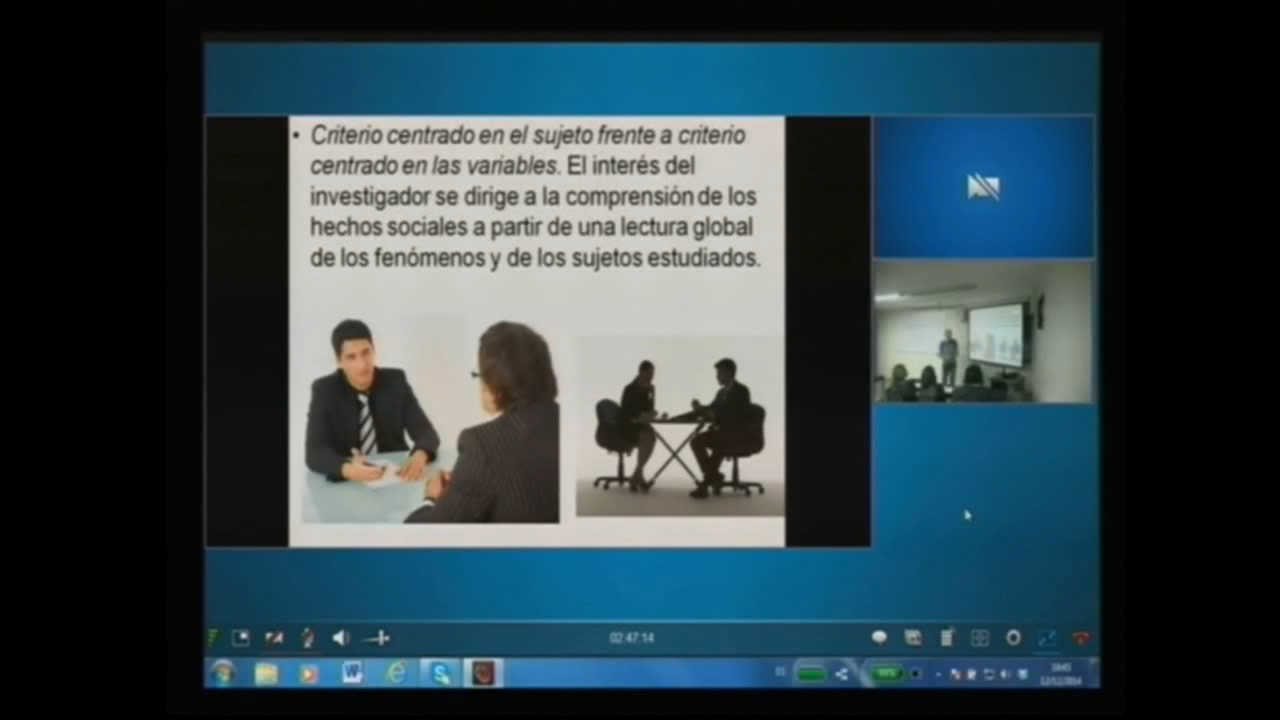 • Criterio centrado en el sujeto frente a criterio
centrado en las variables. El interés del
investigador se dirige a la comprensión de los
hechos sociales a partir de una lectura global
de los fenómenos y de los sujetos estudiados.
02:47:14
ES